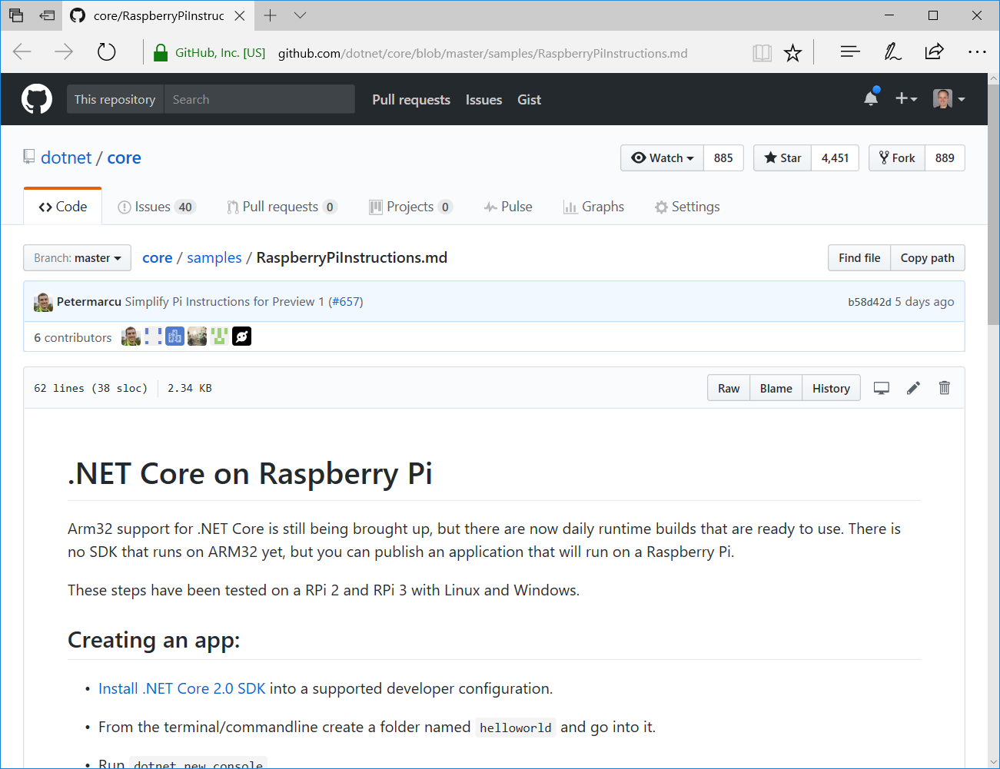 core/RaspberryPiInstruc
GitHub, Inc. [US] github.com/dotnet/core/blob/master/samples/RaspberryPiInstructions.md
This repository Search Pull requests Issues Gist
dotnet / core Watch 885 Star 4,451 Fork 889
Code Issues 40 Pull requests 0 Projects 0 Pulse Graphs Settings
Branch: master core / samples / RaspberryPiInstructions.md Find file Copy path
Petermarcu Simplify Pi Instructions for Preview 1 (#657) b58d42d 5 days ago
6 contributors
62 lines (38 sloc) 2.34 KB Raw Blame History
.NET Core on Raspberry Pi
Arm32 support for .NET Core is still being brought up, but there are now daily runtime builds that are ready to use. There is
no SDK that runs on ARM32 yet, but you can publish an application that will run on a Raspberry Pi.
These steps have been tested on a RPi 2 and RPi 3 with Linux and Windows.
Creating an app:
• Install .NET Core 2.0 SDK into a supported developer configuration.
• From the terminal/commandline create a folder named helloworld and go into it.
• Run dotnet new console